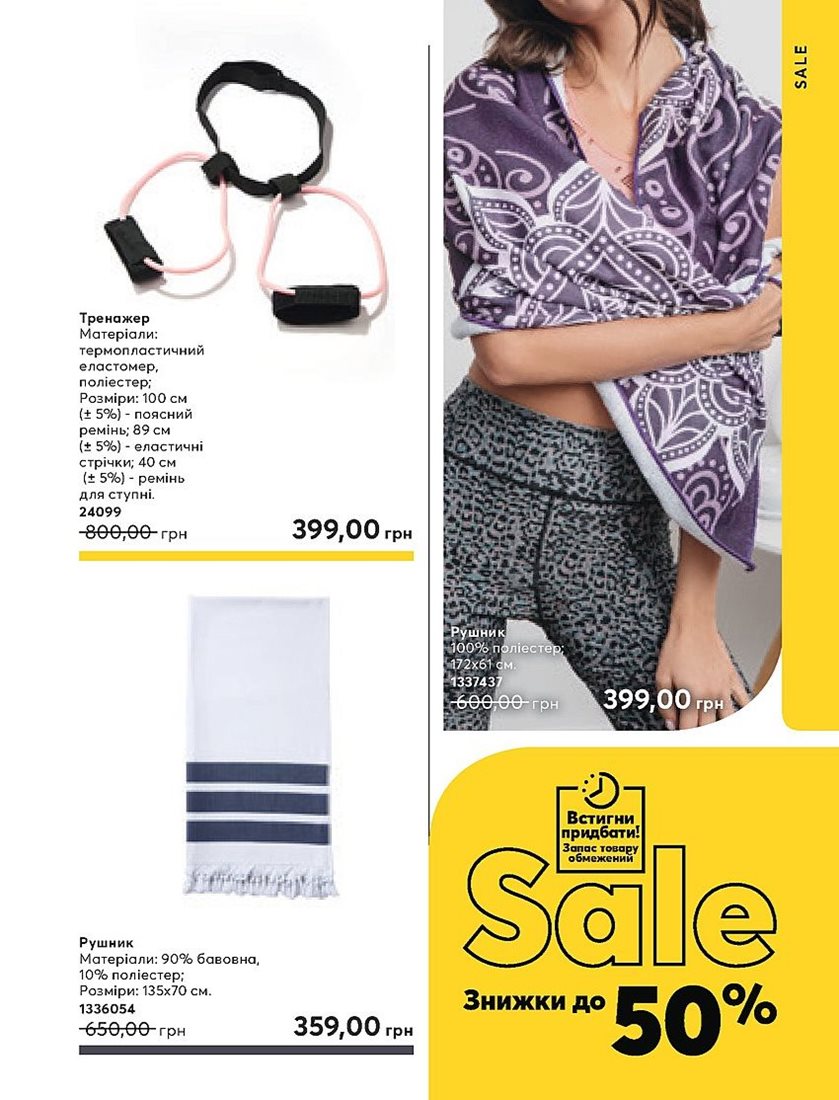 SALE
Тренажер
Матеріали:
термопластичний
еластомер,
поліестер;
Розміри: 100 см
(± 5%) - поясний
ремінь; 89 см
(± 5%) - еластичні
стрічки; 40 см
(± 5%) - ремінь
для ступні.
24099
800,00 грн
399,00 грн
Рушник
100% поліестер;
172х61 см.
1337437
600,00 грн
399,00 грн
Рушник
Матеріали: 90% бавовна,
10% поліестер;
Розміри: 135х70 см.
1336054
650,00 грн
359,00 грн
Встигни
придбати!
Запас товару
обмежений
Sale
Знижки до
50%